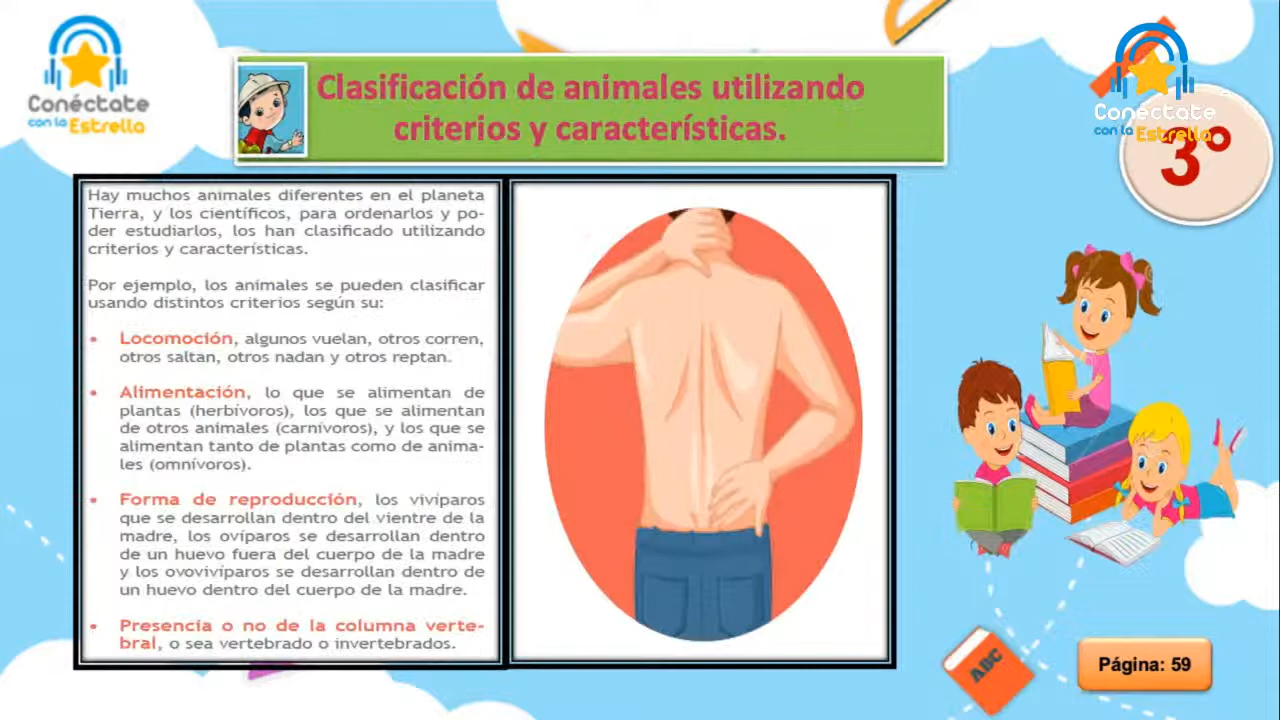 Conéctate
con la Estrella
Clasificación de animales utilizando
criterios y características.
Conéctate
con la Estrella
3°
Hay muchos animales diferentes en el planeta
Tierra, y los científicos, para ordenarlos y po-
der estudiarlos, los han clasificado utilizando
criterios y características.
Por ejemplo, los animales se pueden clasificar
usando distintos criterios según su:
• Locomoción, algunos vuelan, otros corren,
otros saltan, otros nadan y otros reptan.
• Alimentación, lo que se alimentan de
plantas (herbívoros), los que se alimentan
de otros animales (carnívoros), y los que se
alimentan tanto de plantas como de anima-
les (omnívoros).
• Forma de reproducción, los vivíparos
que se desarrollan dentro del vientre de la
madre, los ovíparos se desarrollan dentro
de un huevo fuera del cuerpo de la madre
y los ovovivíparos se desarrollan dentro de
un huevo dentro del cuerpo de la madre.
• Presencia o no de la columna verte-
bral, o sea vertebrado o invertebrados.
ABC
Página: 59